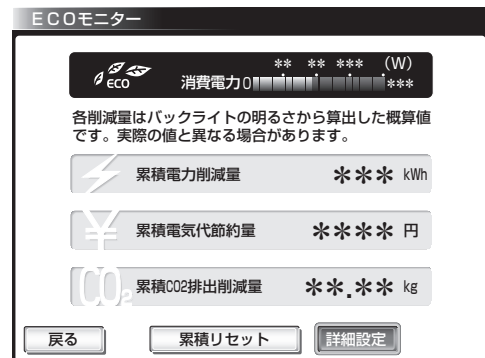 ECOモニター
** ** *** (W)
ECO 消費電力 0 ***
各削減量はバックライトの明るさから算出した概算値
です。実際の値と異なる場合があります。
累積電力削減量 *** kWh
¥ 累積電気代節約量 **** 円
CO2 累積CO2排出削減量 **.** kg
戻る 累積リセット 詳細設定